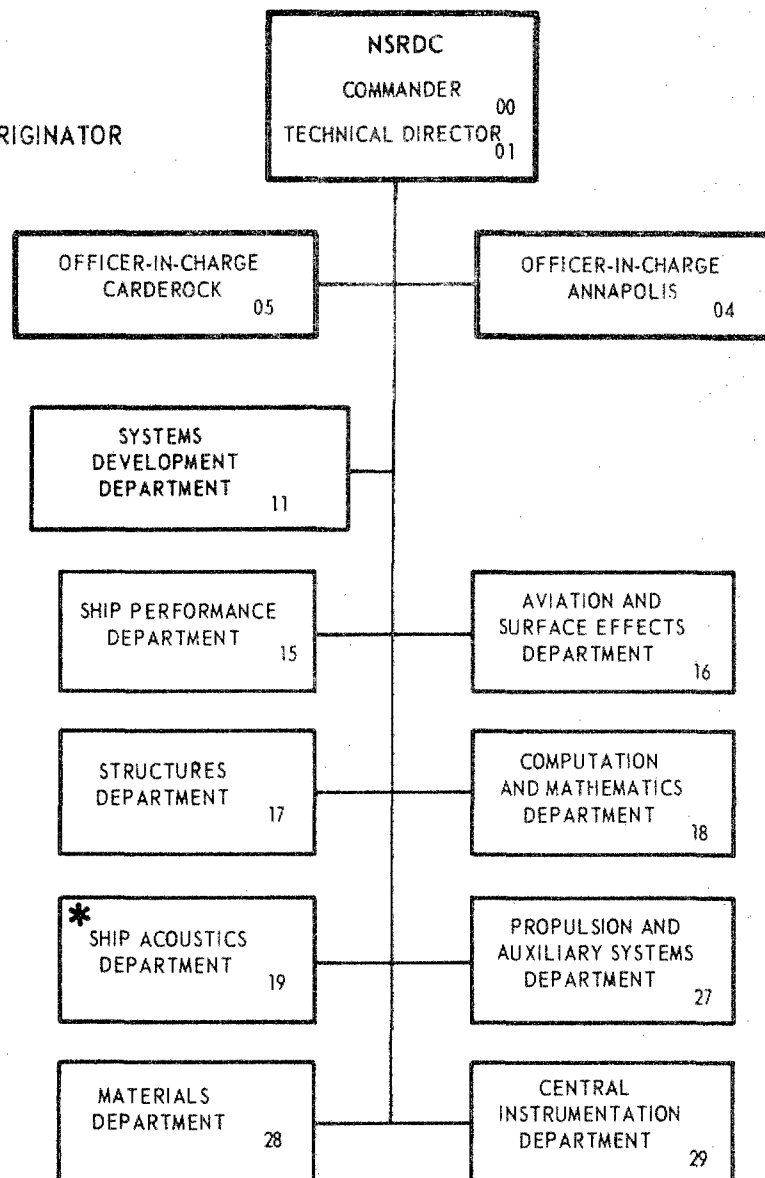 NSRDC
COMMANDER
00
TECHNICAL DIRECTOR
01
RIGINATOR
OFFICER-IN-CHARGE
CARDEROCK
05
OFFICER-IN-CHARGE
ANNAPOLIS
04
SYSTEMS
DEVELOPMENT
DEPARTMENT
11
SHIP PERFORMANCE
DEPARTMENT
15
AVIATION AND
SURFACE EFFECTS
DEPARTMENT
16
STRUCTURES
DEPARTMENT
17
COMPUTATION
AND MATHEMATICS
DEPARTMENT
18
*
SHIP ACOUSTICS
DEPARTMENT
19
PROPULSION AND
AUXILIARY SYSTEMS
DEPARTMENT
27
MATERIALS
DEPARTMENT
28
CENTRAL
INSTRUMENTATION
DEPARTMENT
29